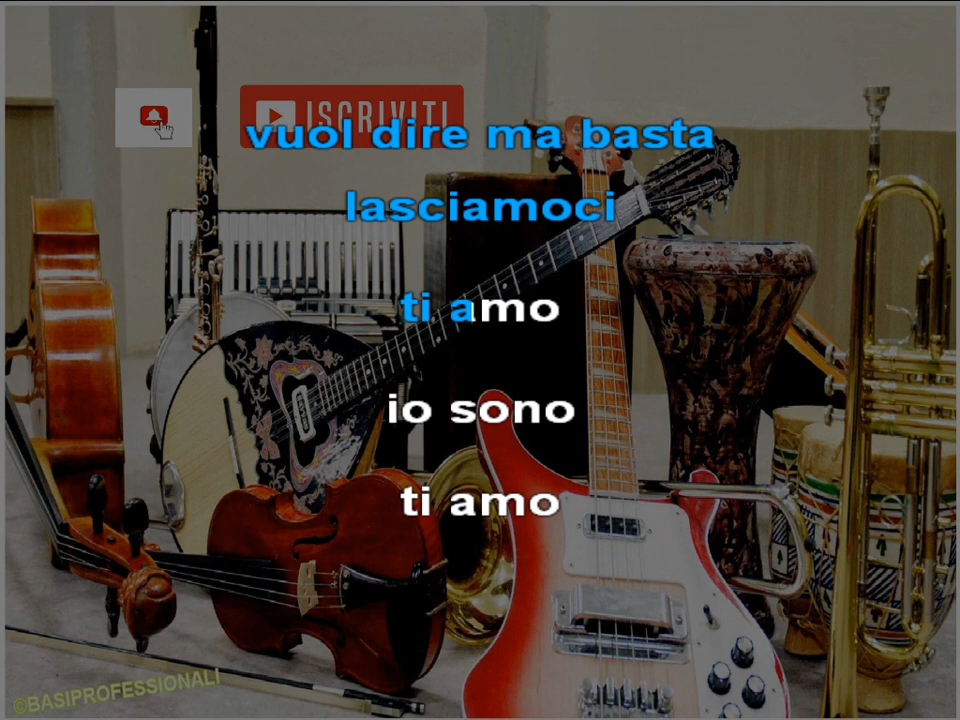 ISCRIVITI
vuol dire ma basta
lasciamoci
ti amo
io sono
ti amo
©BASIPROFESSIONALI